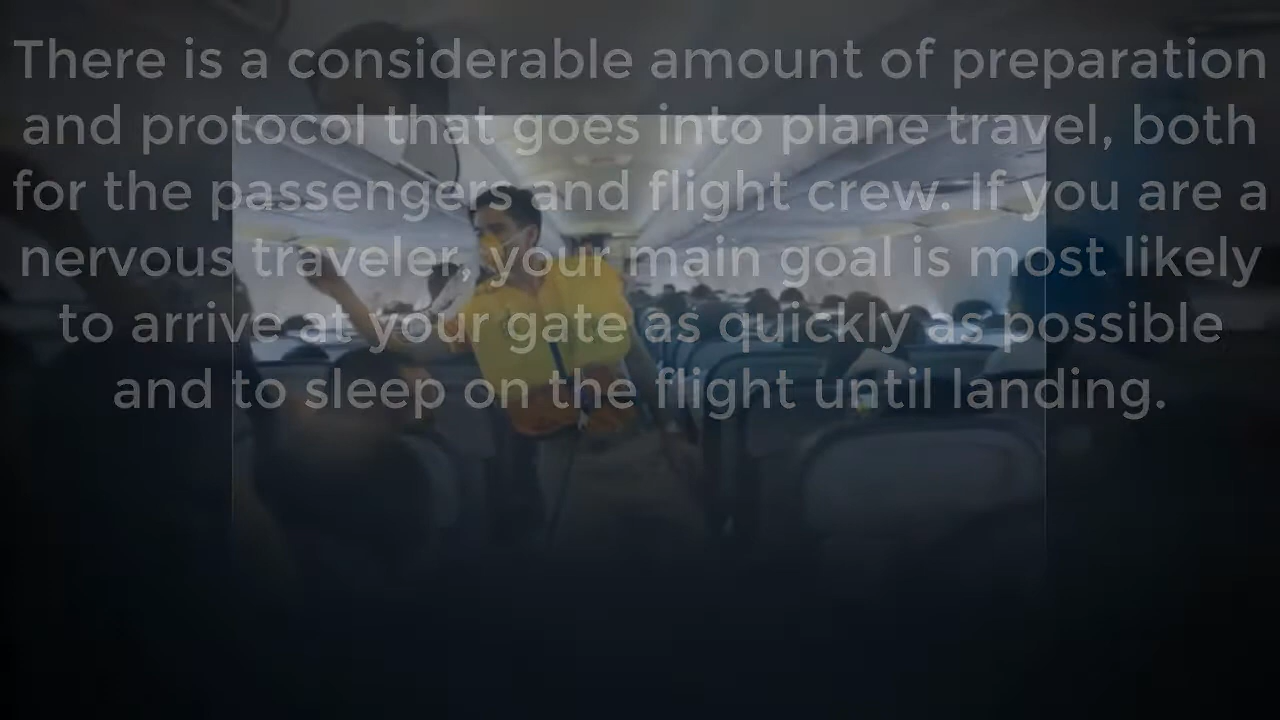 There is a considerable amount of preparation
and protocol that goes into plane travel, both
for the passengers and flight crew. If you are a
nervous traveler, your main goal is most likely
to arrive at your gate as quickly as possible
and to sleep on the flight until landing.